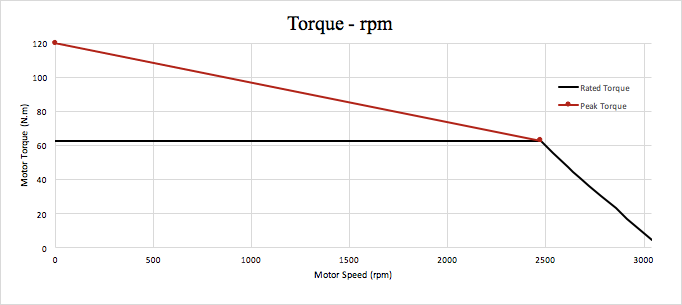 Torque - rpm
120
100
80
60
40
20
0
Motor Torque (N.m)
Rated Torque
Peak Torque
0 500 1000 1500 2000 2500 3000
Motor Speed (rpm)